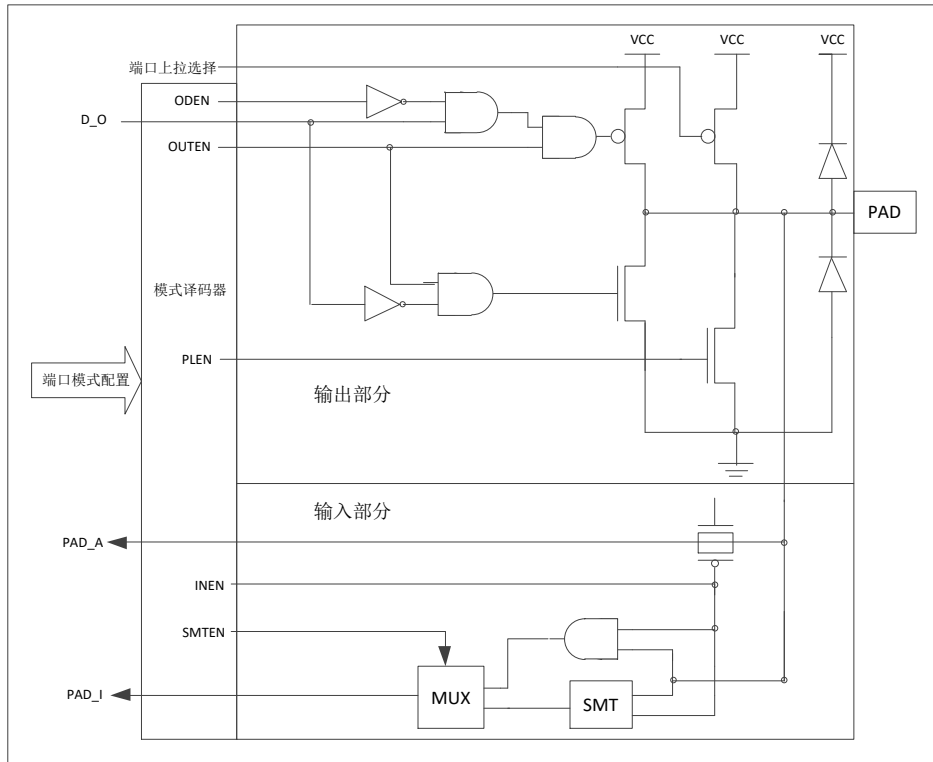 VCC
VCC
VCC
端口上拉选择
ODEN
D_O
OUTEN
PAD
模式译码器
PLEN
端口模式配置
输出部分
输入部分
PAD_A
INEN
SMTEN
PAD_I
MUX
SMT